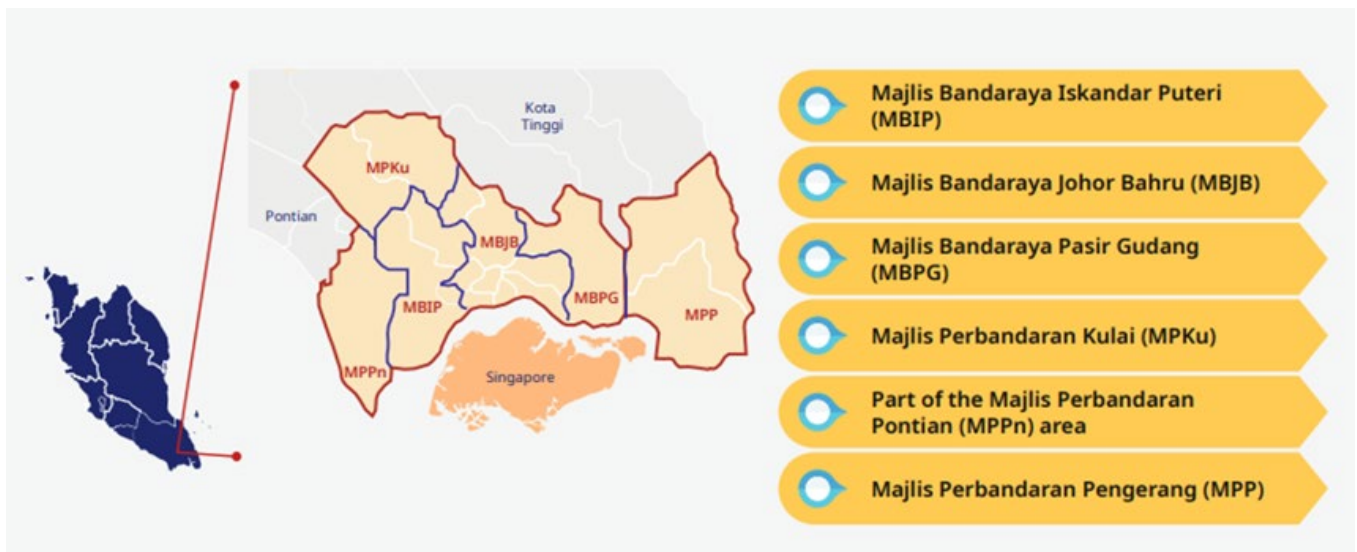 Kota
Tinggi
MPKu
Pontian
MBJB
MBIP
MBPG
MPP
MPPn
Singapore
Majlis Bandaraya Iskandar Puteri
(MBIP)
Majlis Bandaraya Johor Bahru (MBJB)
Majlis Bandaraya Pasir Gudang
(MBPG)
Majlis Perbandaran Kulai (MPKu)
Part of the Majlis Perbandaran
Pontian (MPPn) area
Majlis Perbandaran Pengerang (MPP)